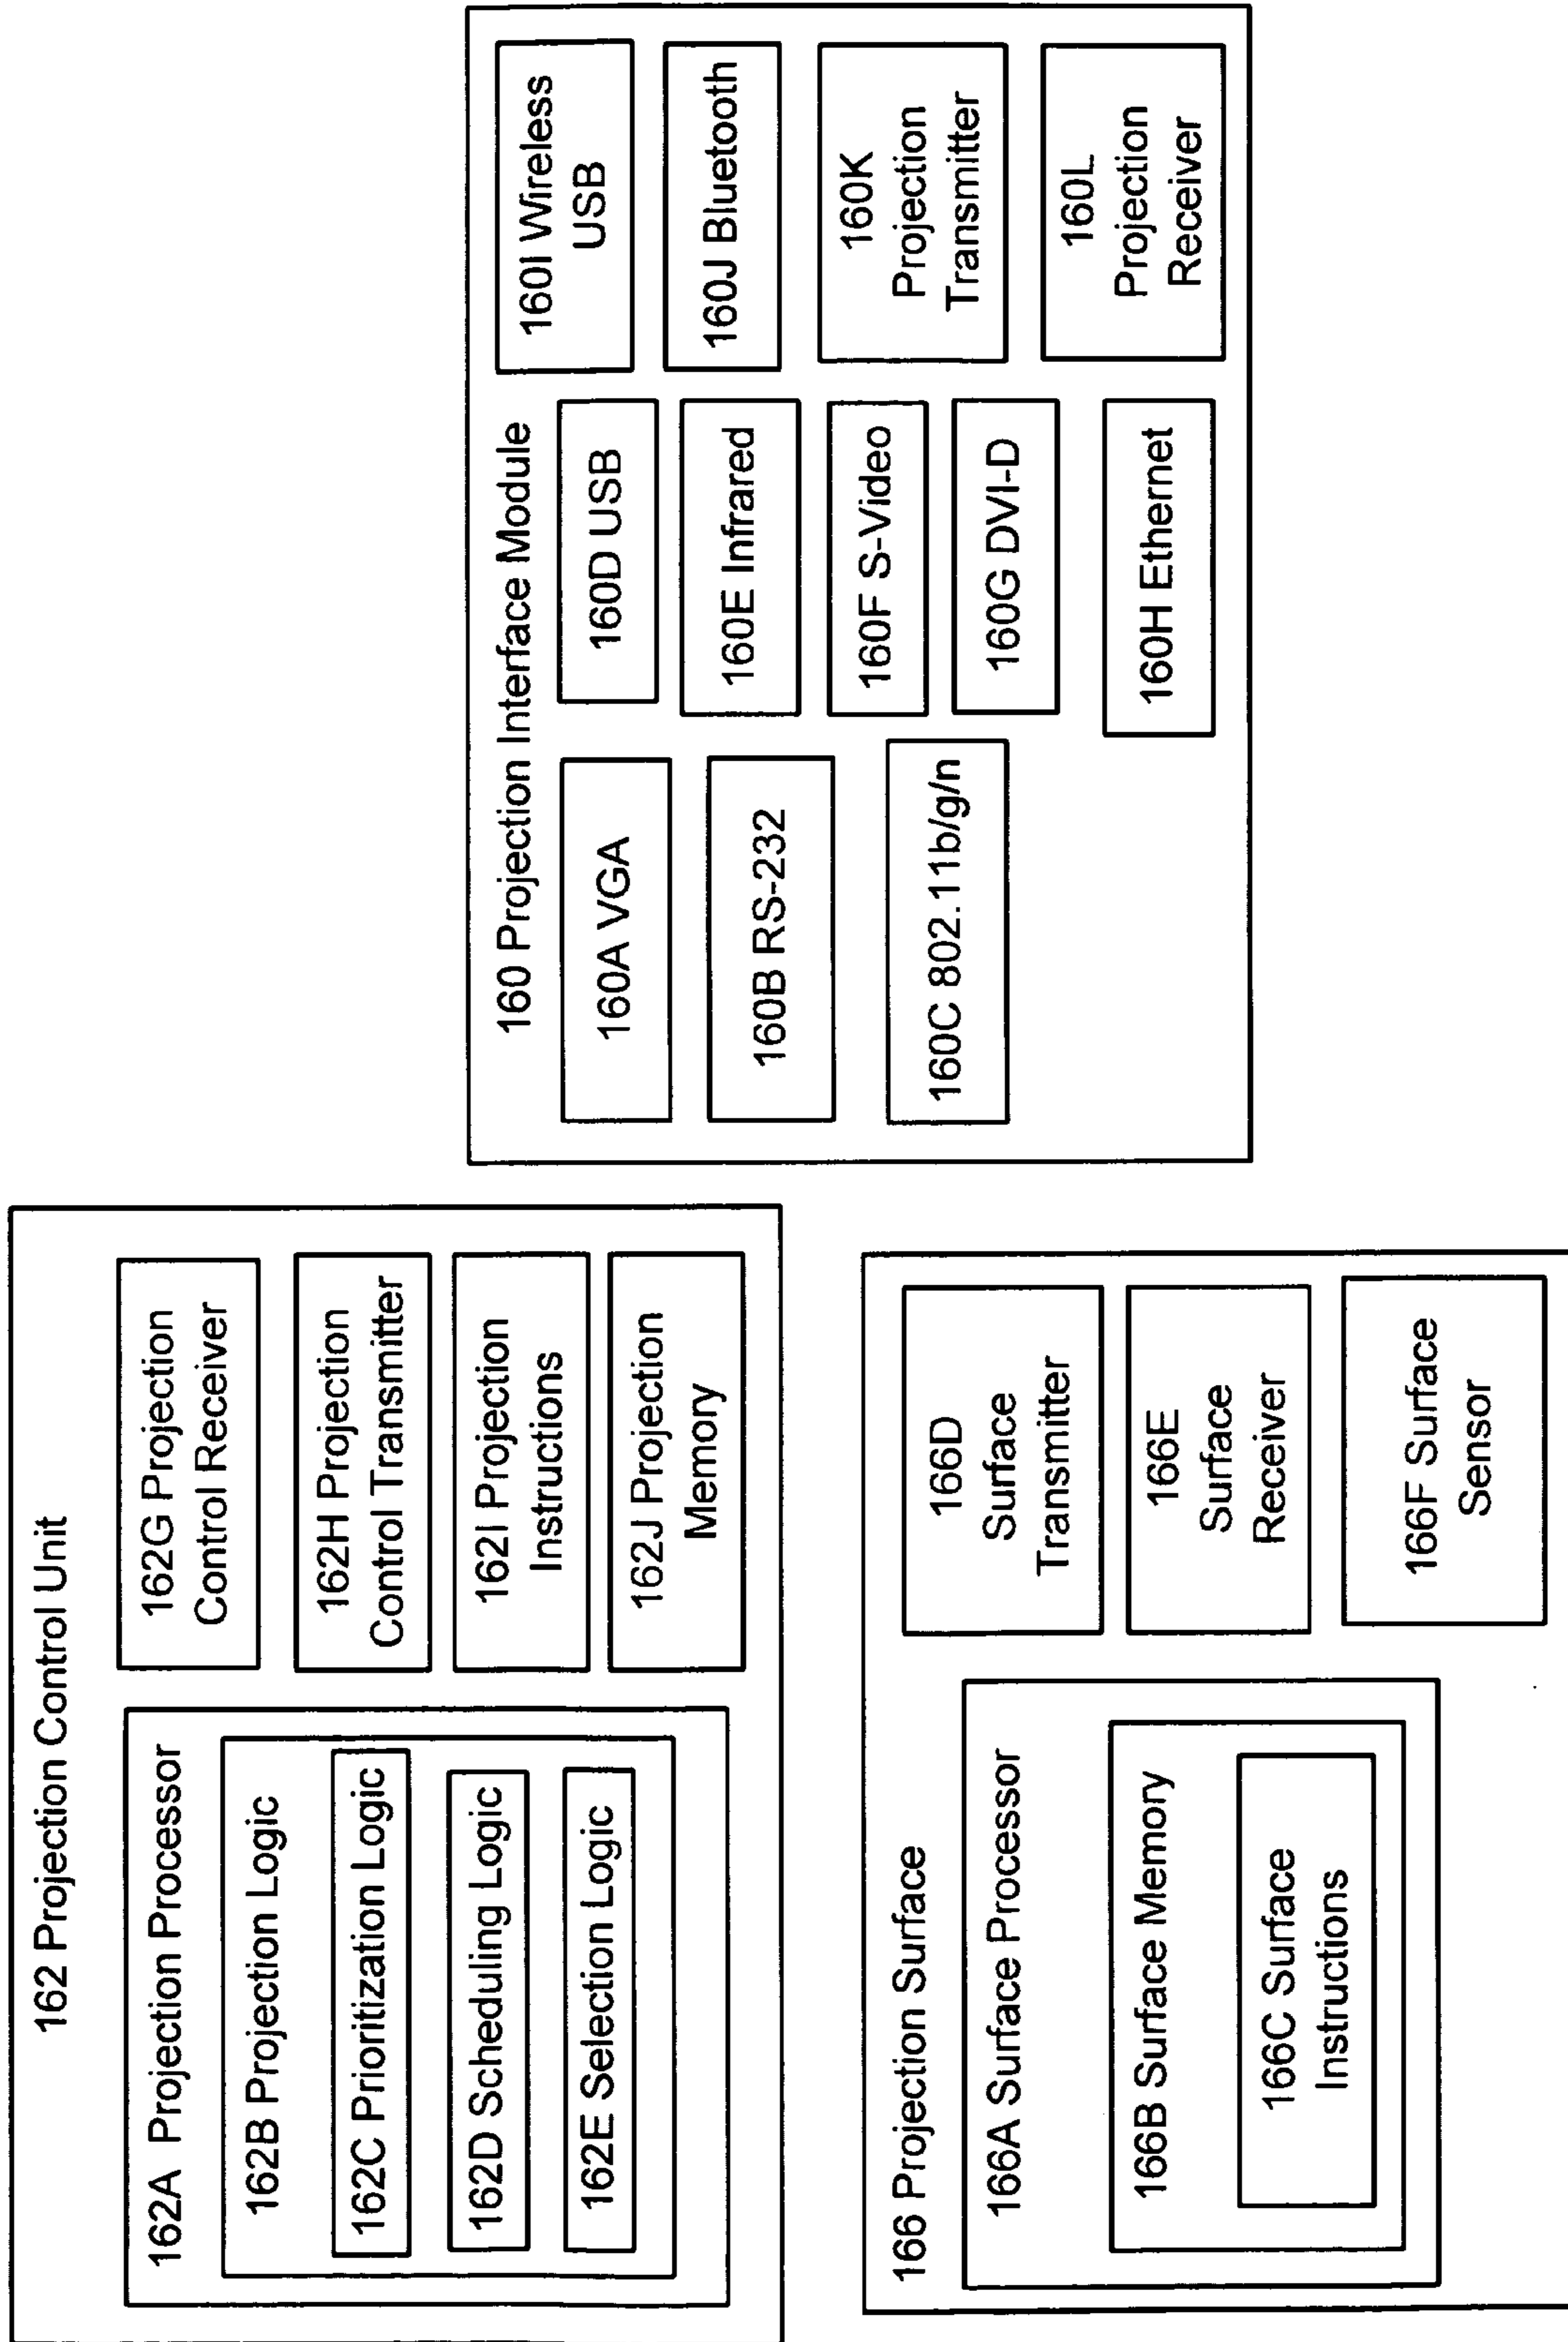 162 Projection Control Unit
162A Projection Processor
162B Projection Logic
162C Prioritization Logic
162D Scheduling Logic
162E Selection Logic
162G Projection
Control Receiver
162H Projection
Control Transmitter
162I Projection
Instructions
162J Projection
Memory
166 Projection Surface
166A Surface Processor
166B Surface Memory
166C Surface
Instructions
166D
Surface
Transmitter
166E
Surface
Receiver
166F Surface
Sensor
160 Projection Interface Module
160A VGA
160B RS-232
160C 802.11b/g/n
160D USB
160E Infrared
160F S-Video
160G DVI-D
160H Ethernet
160I Wireless
USB
160J Bluetooth
160K
Projection
Transmitter
160L
Projection
Receiver